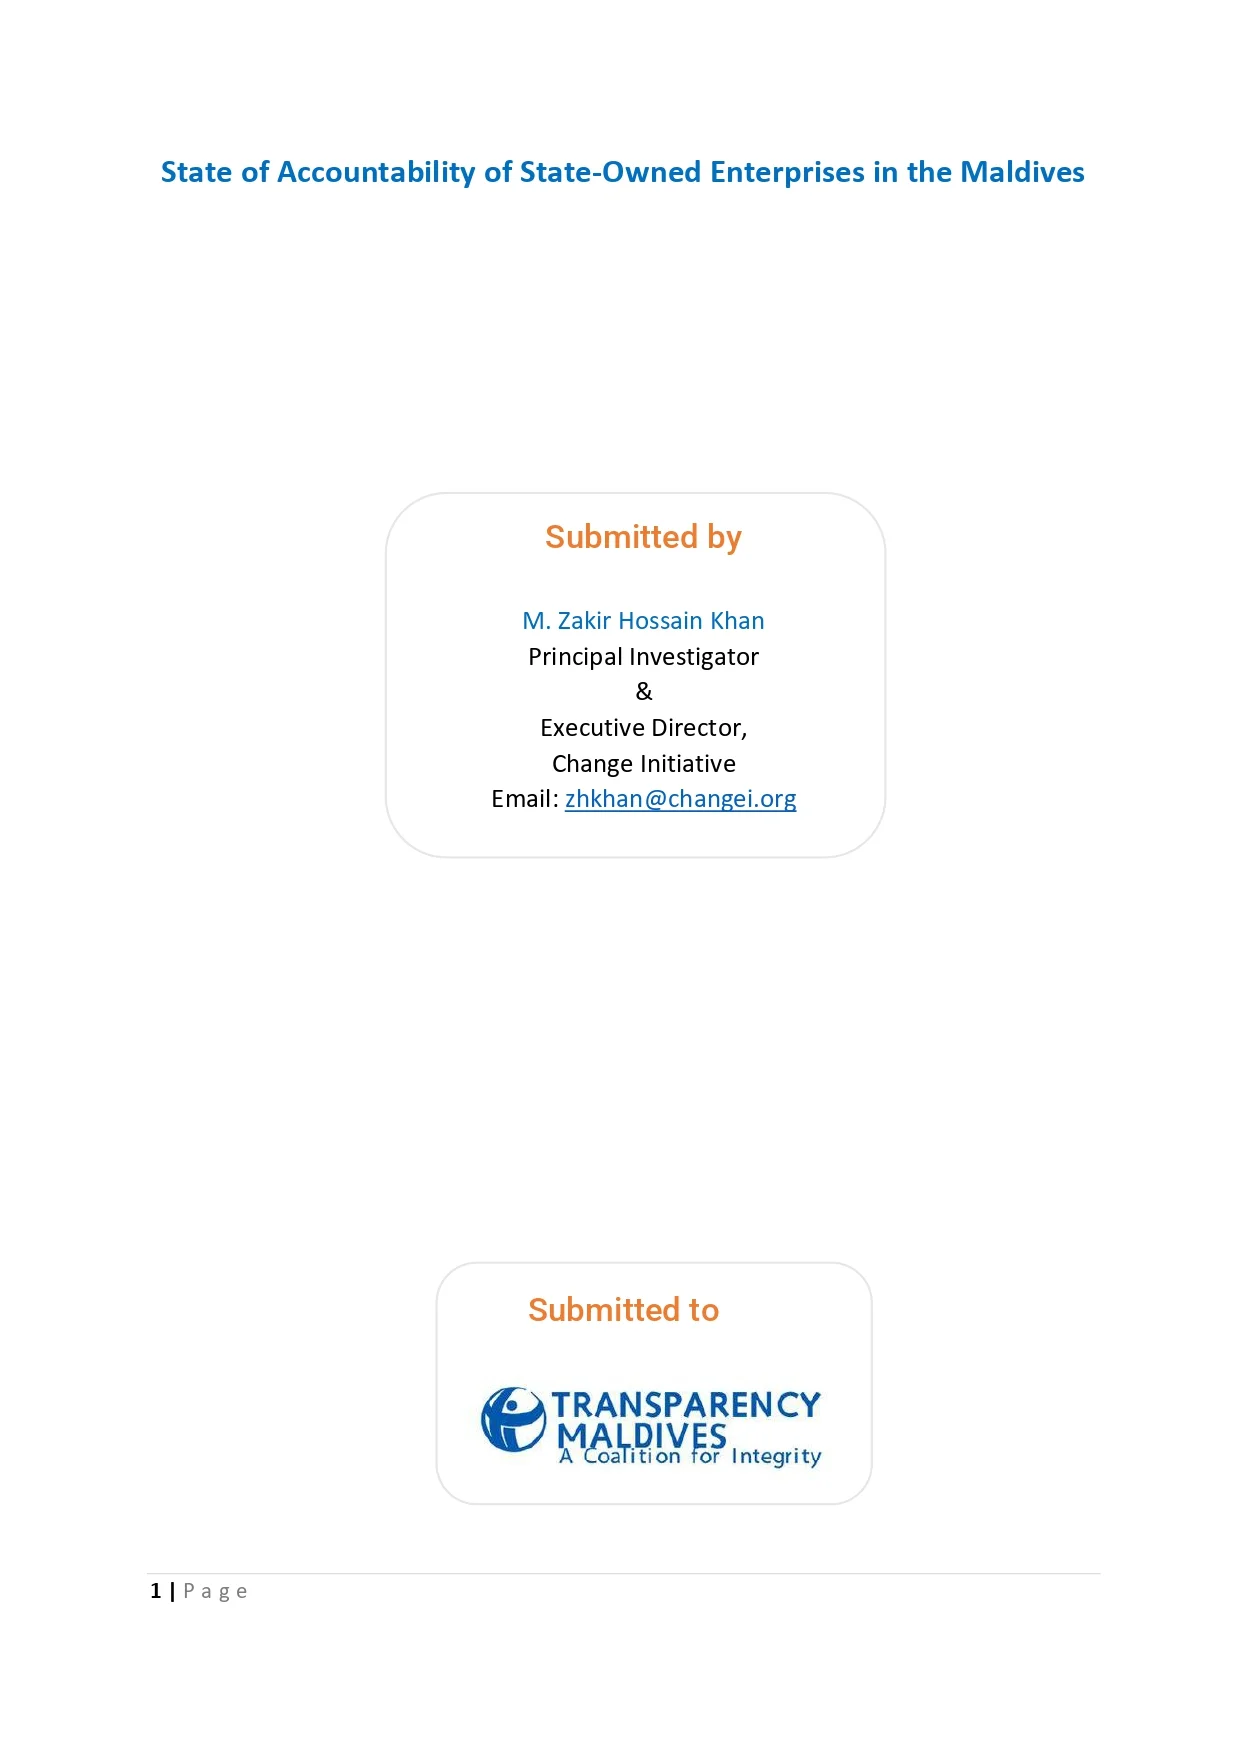 State of Accountability of State-Owned Enterprises in the Maldives
Submitted by
M. Zakir Hossain Khan
Principal Investigator
&
Executive Director,
Change Initiative
Email: zhkhan@changei.org
Submitted to
TRANSPARENCY
MALDIVES
A Coalition for Integrity
1 | P a g e